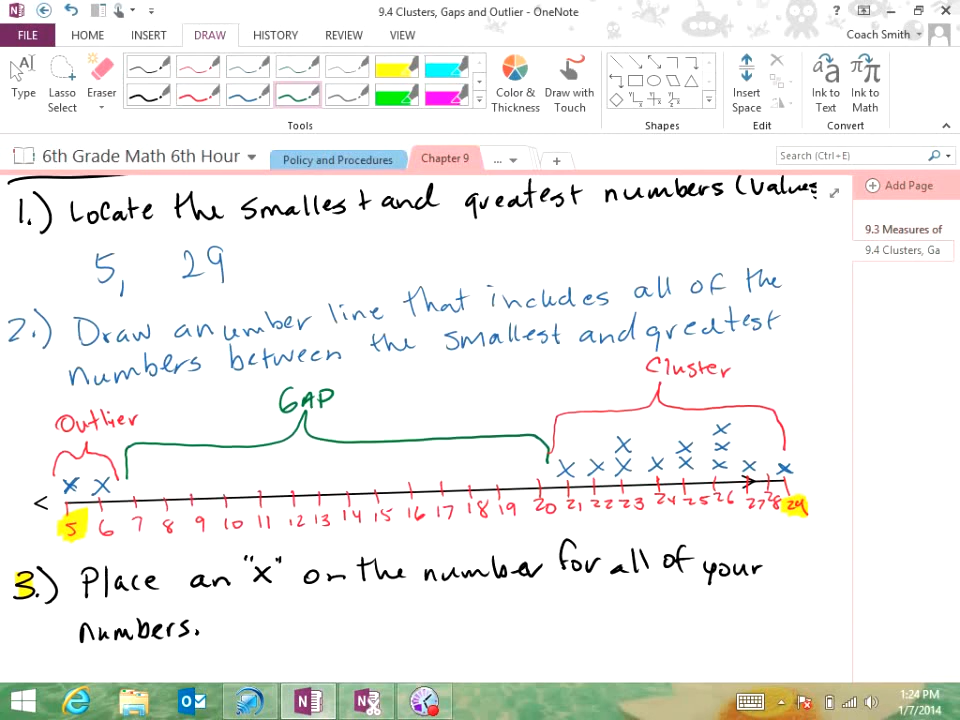 9.4 Clusters, Gaps and Outlier - OneNote
?
FILE HOME INSERT DRAW HISTORY REVIEW VIEW
Coach Smith
Type
Lasso Select
Eraser
Color & Thickness
Draw with Touch
Insert Space
Ink to Text
Ink to Math
Tools Shapes Edit Convert
6th Grade Math 6th Hour
Policy and Procedures
Chapter 9
...
Search (Ctrl+E)
Add Page
9.3 Measures of
9.4 Clusters, Ga
1.) Locate the smallest and greatest numbers (values
5, 29
2.) Draw a number line that includes all of the
numbers between the smallest and greatest
Outlier GAP Cluster
x
x x x
x x x x x x x x x x
5 6 7 8 9 10 11 12 13 14 15 16 17 18 19 20 21 22 23 24 25 26 27 28 29
3.) Place an "x" on the number for all of your
numbers.
1:24 PM
1/7/2014